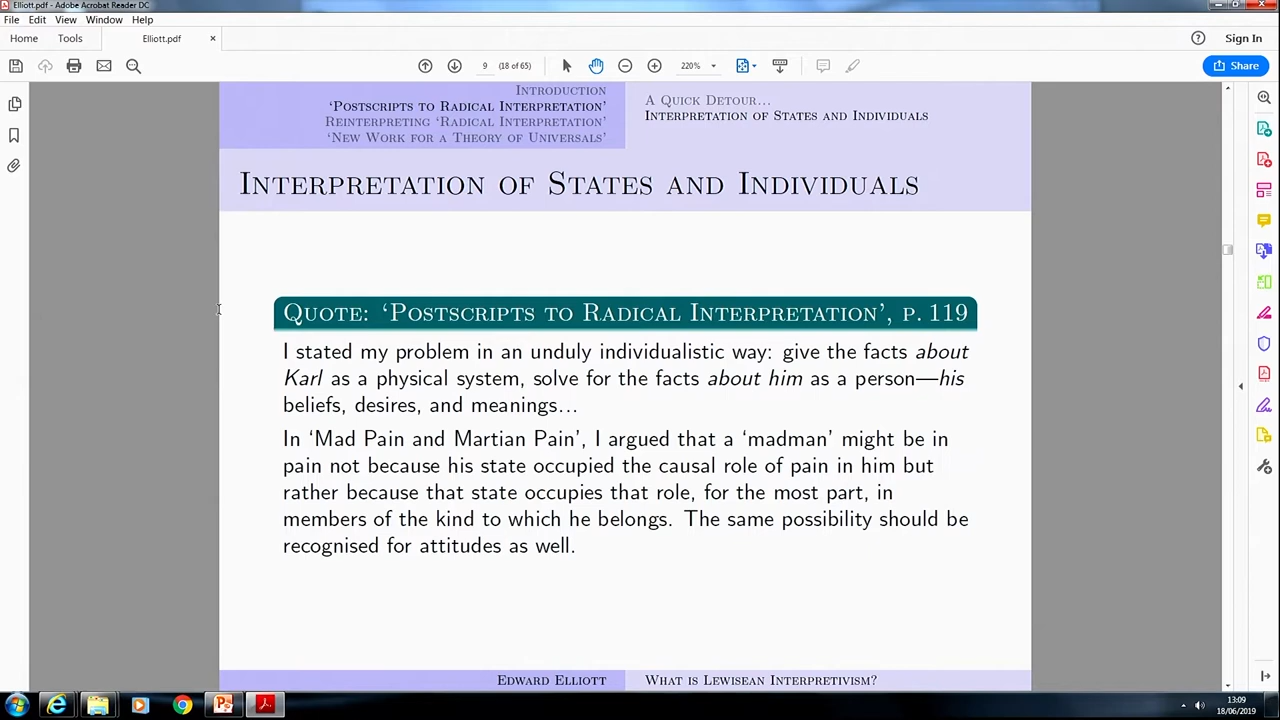 Elliott.pdf - Adobe Acrobat Reader DC
File Edit View Window Help
Home Tools Elliott.pdf × Sign In
9 (18 of 65) 220% Share
INTRODUCTION
‘POSTSCRIPTS TO RADICAL INTERPRETATION’
REINTERPRETING ‘RADICAL INTERPRETATION’
‘NEW WORK FOR A THEORY OF UNIVERSALS’
A QUICK DETOUR...
INTERPRETATION OF STATES AND INDIVIDUALS
INTERPRETATION OF STATES AND INDIVIDUALS
QUOTE: ‘POSTSCRIPTS TO RADICAL INTERPRETATION’, P. 119
I stated my problem in an unduly individualistic way: give the facts about
Karl as a physical system, solve for the facts about him as a person—his
beliefs, desires, and meanings...
In ‘Mad Pain and Martian Pain’, I argued that a ‘madman’ might be in
pain not because his state occupied the causal role of pain in him but
rather because that state occupies that role, for the most part, in
members of the kind to which he belongs. The same possibility should be
recognised for attitudes as well.
EDWARD ELLIOTT WHAT IS LEWISEAN INTERPRETIVISM?
13:09
18/06/2019